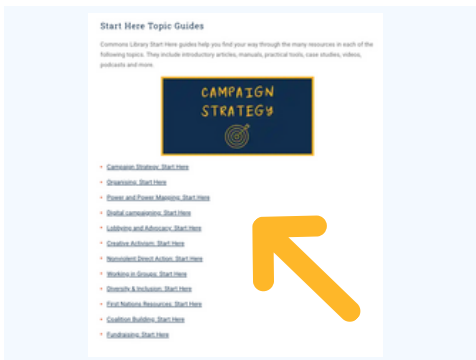 Start Here Topic Guides
Commons Library Start Here guides help you find your way through the many resources in each of the
following topics. They include introductory articles, manuals, practical tools, case studies, videos,
podcasts and more.
CAMPAIGN
STRATEGY
Campaign Strategy: Start Here
Organising: Start Here
Power and Power Mapping: Start Here
Digital campaigning: Start Here
Lobbying and Advocacy: Start Here
Creative Activism: Start Here
Nonviolent Direct Action: Start Here
Working in Groups: Start Here
Diversity & Inclusion: Start Here
First Nations Resources: Start Here
Coalition Building: Start Here
Fundraising: Start Here